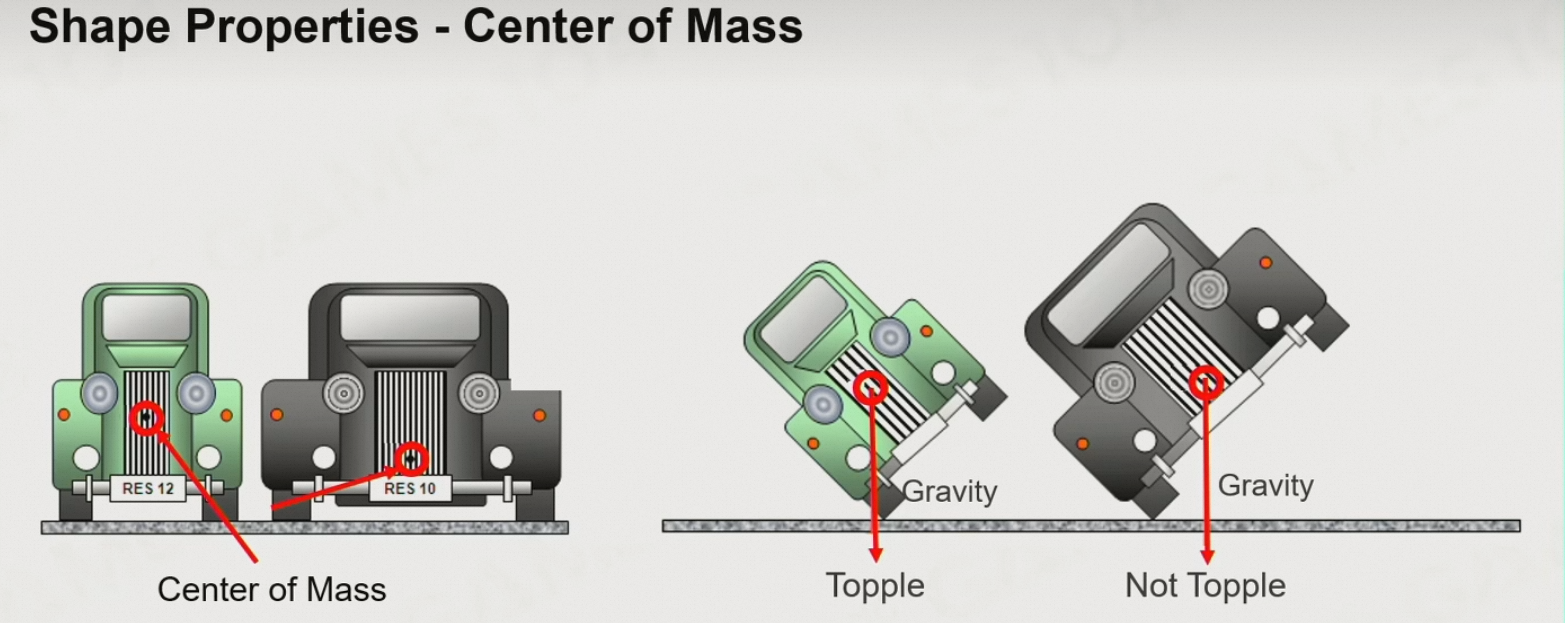 Shape Properties - Center of Mass
RES 12
RES 10
Center of Mass
Gravity
Gravity
Topple
Not Topple